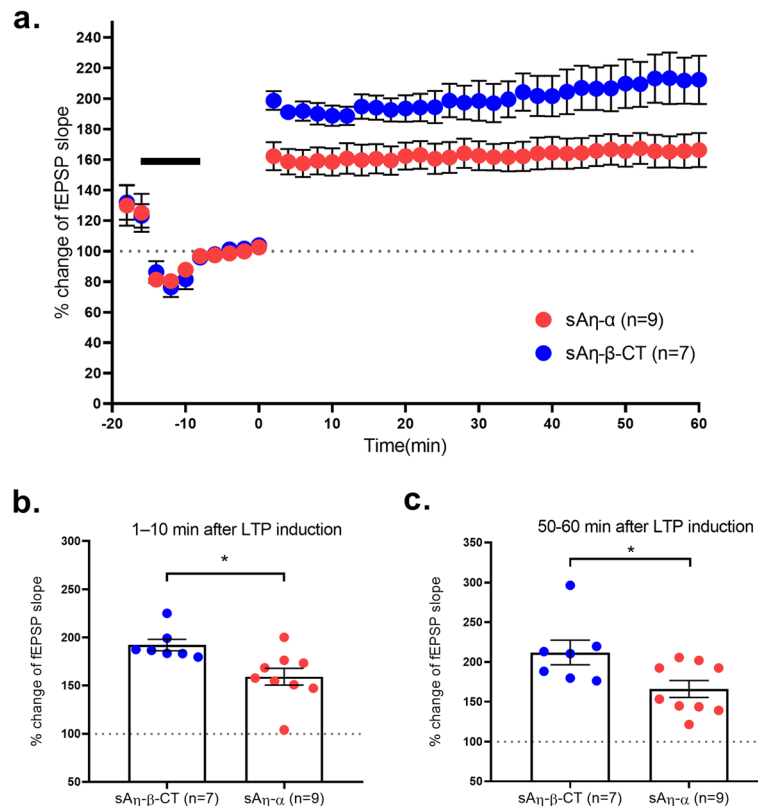 a.
% change of fEPSP slope
240
220
200
180
160
140
120
100
80
60
40
20
0
-20
-10
0
10
20
30
40
50
60
Time(min)
sAη-α (n=9)
sAη-β-CT (n=7)
b.
1–10 min after LTP induction
% change of fEPSP slope
300
250
200
150
100
50
*
sAη-β-CT (n=7)
sAη-α (n=9)
c.
50-60 min after LTP induction
% change of fEPSP slope
350
300
250
200
150
100
50
*
sAη-β-CT (n=7)
sAη-α (n=9)